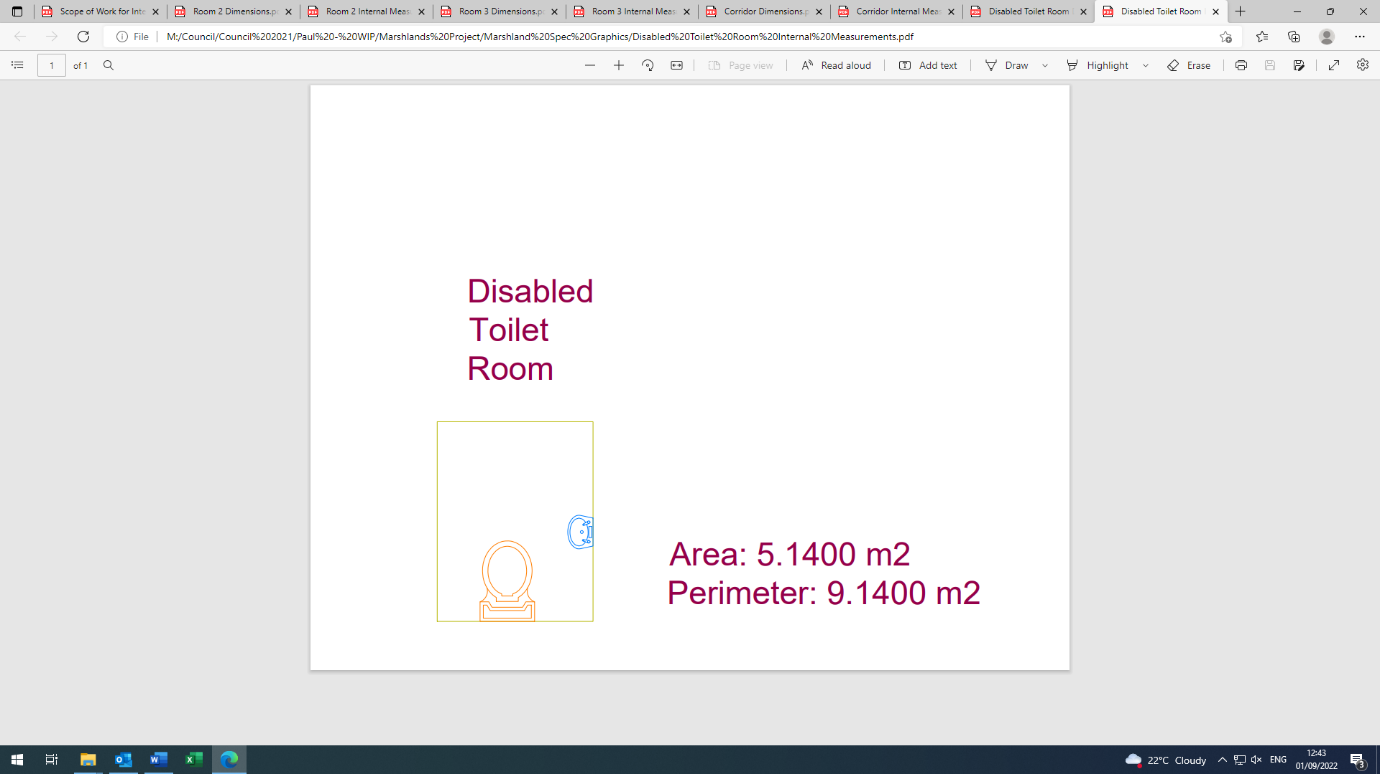 Scope of Work for Inte
Room 2 Dimensions.p
Room 2 Internal Meas
Room 3 Dimensions.p
Room 3 Internal Meas
Corridor Dimensions.p
Corridor Internal Meas
Disabled Toilet Room
Disabled Toilet Room
File
M:/Council/Council%202021/Paul%20-%20WIP/Marshlands%20Project/Marshland%20Spec%20Graphics/Disabled%20Toilet%20Room%20Internal%20Measurements.pdf
1 of 1
Page view
Read aloud
Add text
Draw
Highlight
Erase
Disabled
Toilet
Room
Area: 5.1400 m2
Perimeter: 9.1400 m2
22°C Cloudy
ENG
12:43
01/09/2022
3